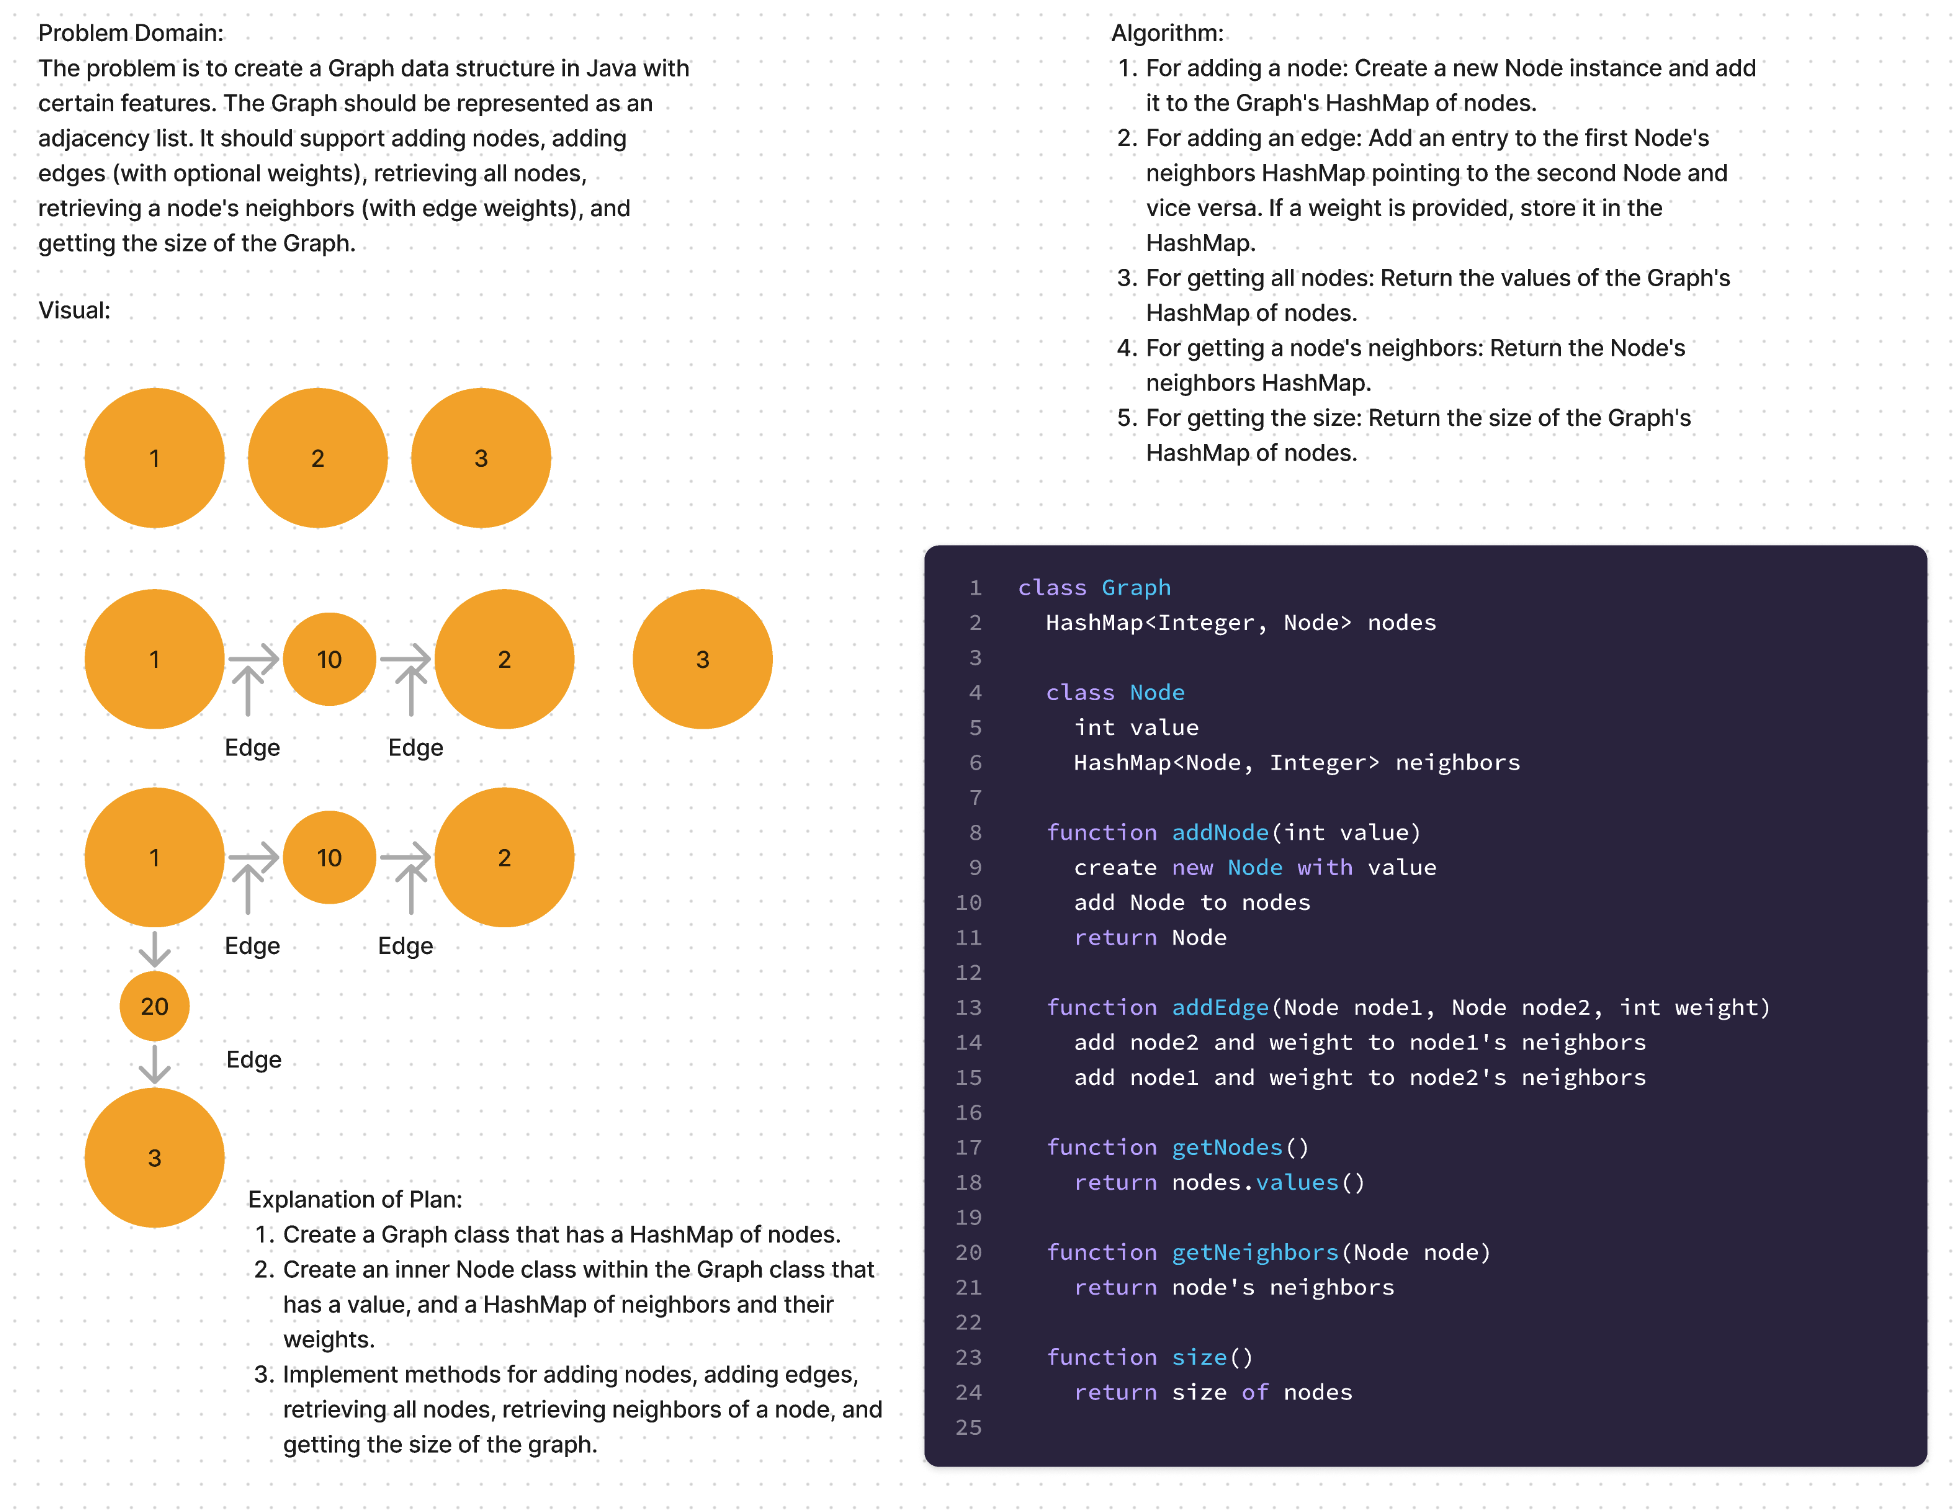 Problem Domain:
The problem is to create a Graph data structure in Java with
certain features. The Graph should be represented as an
adjacency list. It should support adding nodes, adding
edges (with optional weights), retrieving all nodes,
retrieving a node's neighbors (with edge weights), and
getting the size of the Graph.
Visual:
1 2 3
1 10 2 3
Edge Edge
1 10 2
Edge Edge
20
Edge
3
Explanation of Plan:
1. Create a Graph class that has a HashMap of nodes.
2. Create an inner Node class within the Graph class that
has a value, and a HashMap of neighbors and their
weights.
3. Implement methods for adding nodes, adding edges,
retrieving all nodes, retrieving neighbors of a node, and
getting the size of the graph.
Algorithm:
1. For adding a node: Create a new Node instance and add
it to the Graph's HashMap of nodes.
2. For adding an edge: Add an entry to the first Node's
neighbors HashMap pointing to the second Node and
vice versa. If a weight is provided, store it in the
HashMap.
3. For getting all nodes: Return the values of the Graph's
HashMap of nodes.
4. For getting a node's neighbors: Return the Node's
neighbors HashMap.
5. For getting the size: Return the size of the Graph's
HashMap of nodes.
1 class Graph
2 HashMap<Integer, Node> nodes
3
4 class Node
5 int value
6 HashMap<Node, Integer> neighbors
7
8 function addNode(int value)
9 create new Node with value
10 add Node to nodes
11 return Node
12
13 function addEdge(Node node1, Node node2, int weight)
14 add node2 and weight to node1's neighbors
15 add node1 and weight to node2's neighbors
16
17 function getNodes()
18 return nodes.values()
19
20 function getNeighbors(Node node)
21 return node's neighbors
22
23 function size()
24 return size of nodes
25